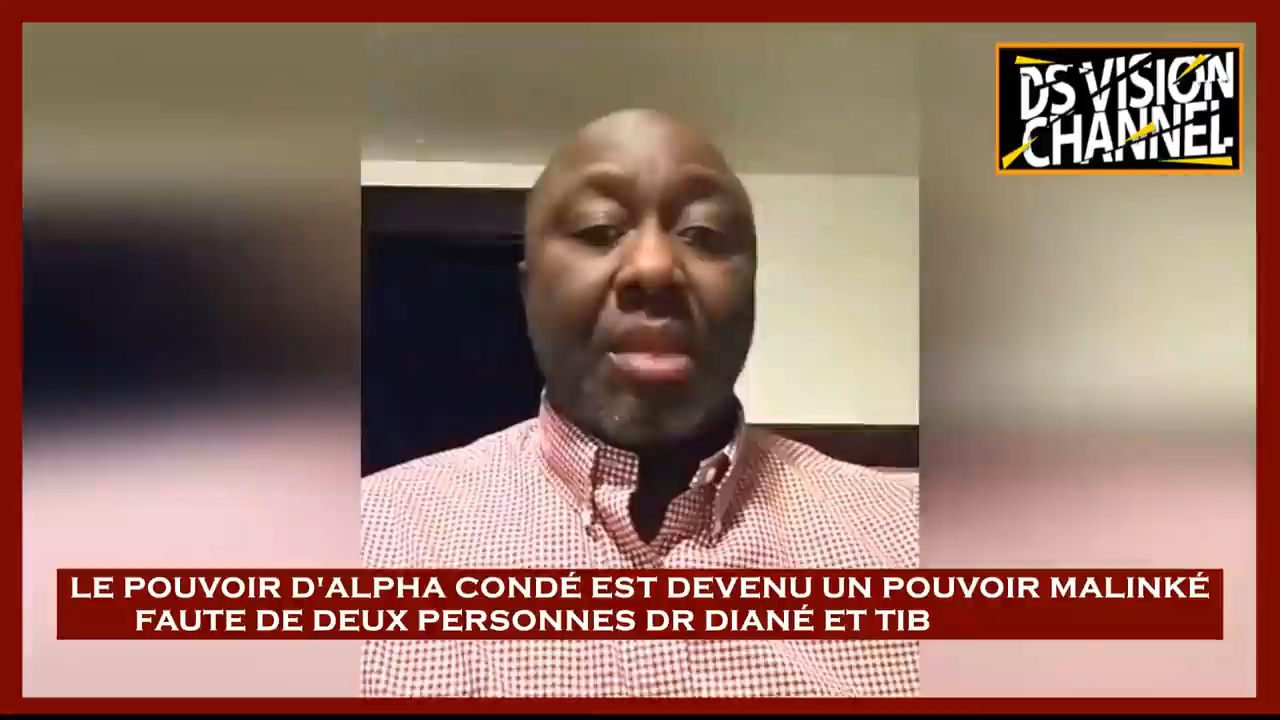 DS VISION
CHANNEL
LE POUVOIR D'ALPHA CONDÉ EST DEVENU UN POUVOIR MALINKÉ
FAUTE DE DEUX PERSONNES DR DIANÉ ET TIB